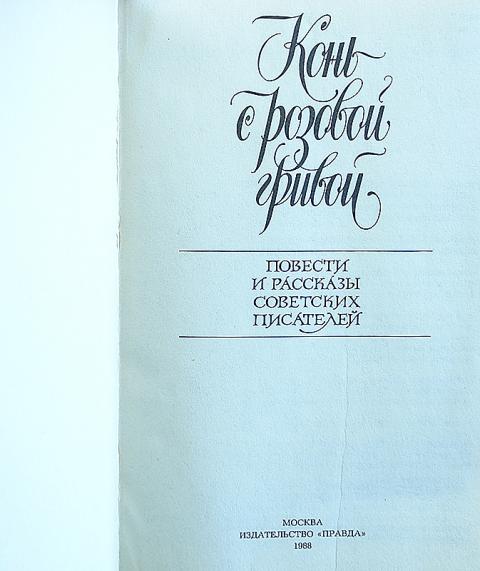 Конь
с розовой
гривой
ПОВЕСТИ
И РАССКАЗЫ
СОВЕТСКИХ
ПИСАТЕЛЕЙ
МОСКВА
ИЗДАТЕЛЬСТВО «ПРАВДА»
1988